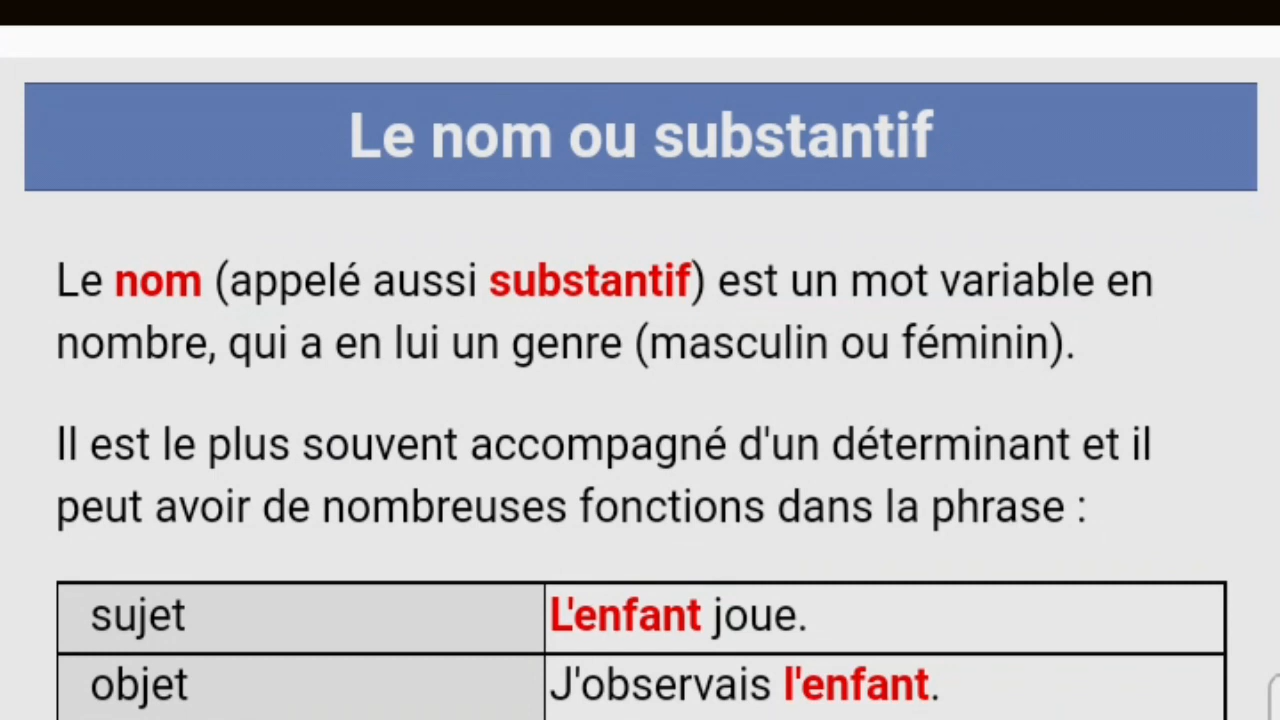 Le nom ou substantif
Le nom (appelé aussi substantif) est un mot variable en
nombre, qui a en lui un genre (masculin ou féminin).
Il est le plus souvent accompagné d'un déterminant et il
peut avoir de nombreuses fonctions dans la phrase :
sujet L'enfant joue.
objet J'observais l'enfant.